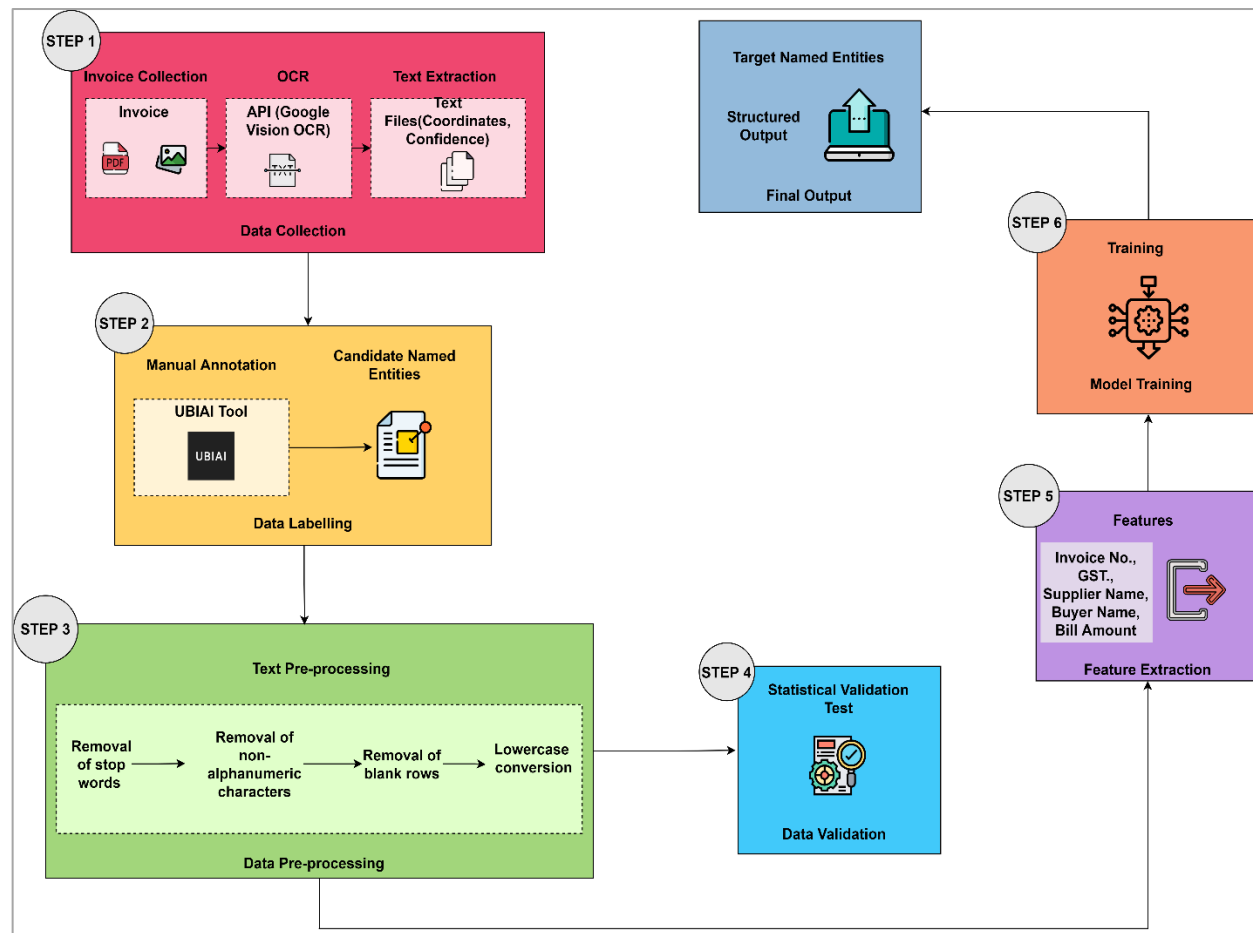 STEP 1
Invoice Collection
OCR
Text Extraction
Invoice
PDF
API (Google
Vision OCR)
TXT
Text
Files(Coordinates,
Confidence)
Data Collection
STEP 2
Manual Annotation
Candidate Named
Entities
UBIAI Tool
UBIAI
Data Labelling
STEP 3
Text Pre-processing
Removal
of stop
words
Removal of
non-
alphanumeric
characters
Removal of
blank rows
Lowercase
conversion
Data Pre-processing
STEP 4
Statistical Validation
Test
Data Validation
STEP 5
Features
Invoice No.,
GST.,
Supplier Name,
Buyer Name,
Bill Amount
Feature Extraction
STEP 6
Training
Model Training
Target Named Entities
Structured
Output
Final Output